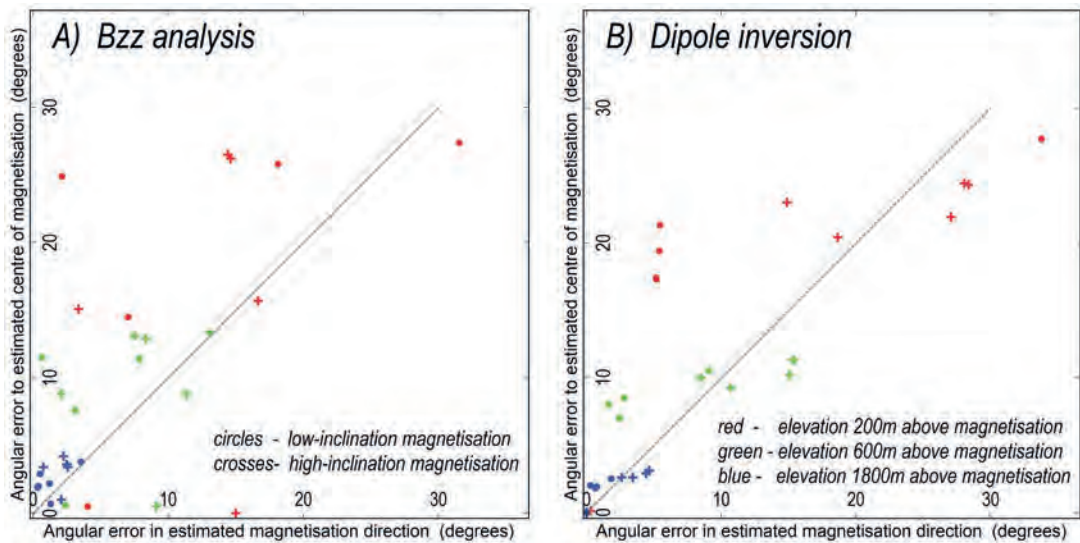 A) Bzz analysis
Angular error to estimated centre of magnetisation (degrees)
30
20
10
0
circles - low-inclination magnetisation
crosses- high-inclination magnetisation
0
10
20
30
Angular error in estimated magnetisation direction (degrees)
B) Dipole inversion
Angular error to estimated centre of magnetisation (degrees)
30
20
10
0
red - elevation 200m above magnetisation
green - elevation 600m above magnetisation
blue - elevation 1800m above magnetisation
0
10
20
30
Angular error in estimated magnetisation direction (degrees)